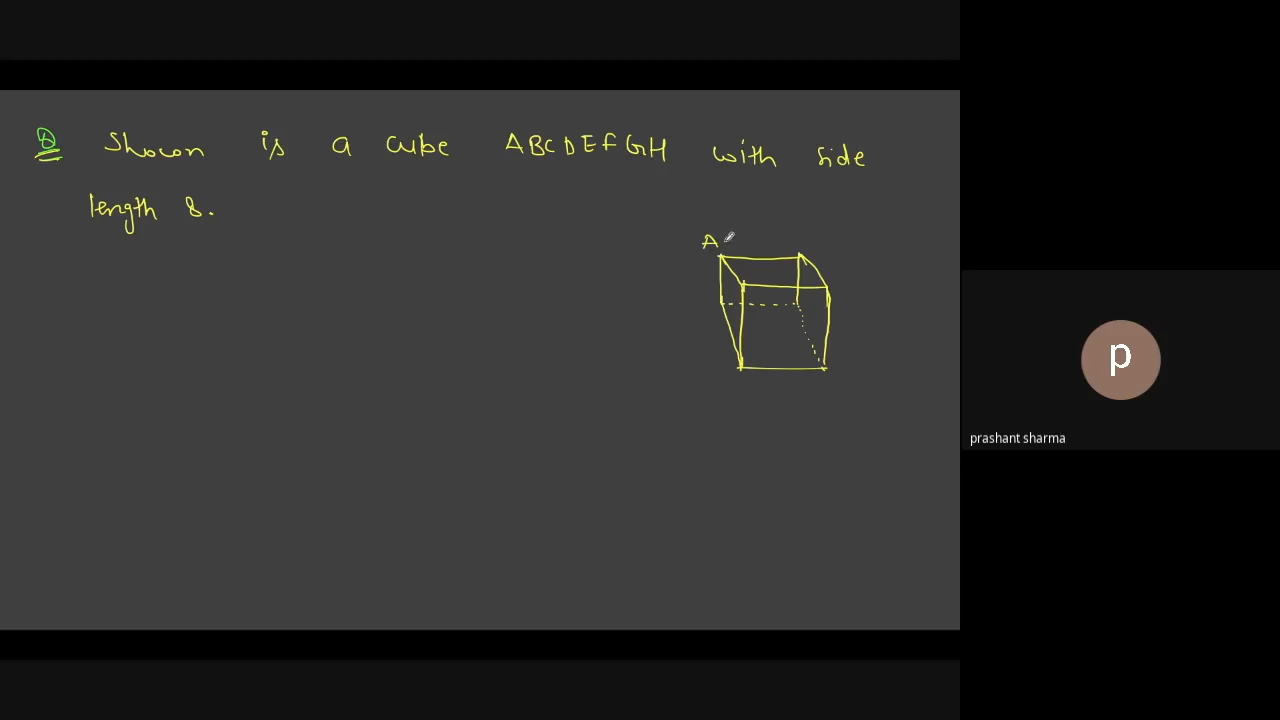 Q Shown is a cube ABCDEFGH with side
length 8.
A
p
prashant sharma